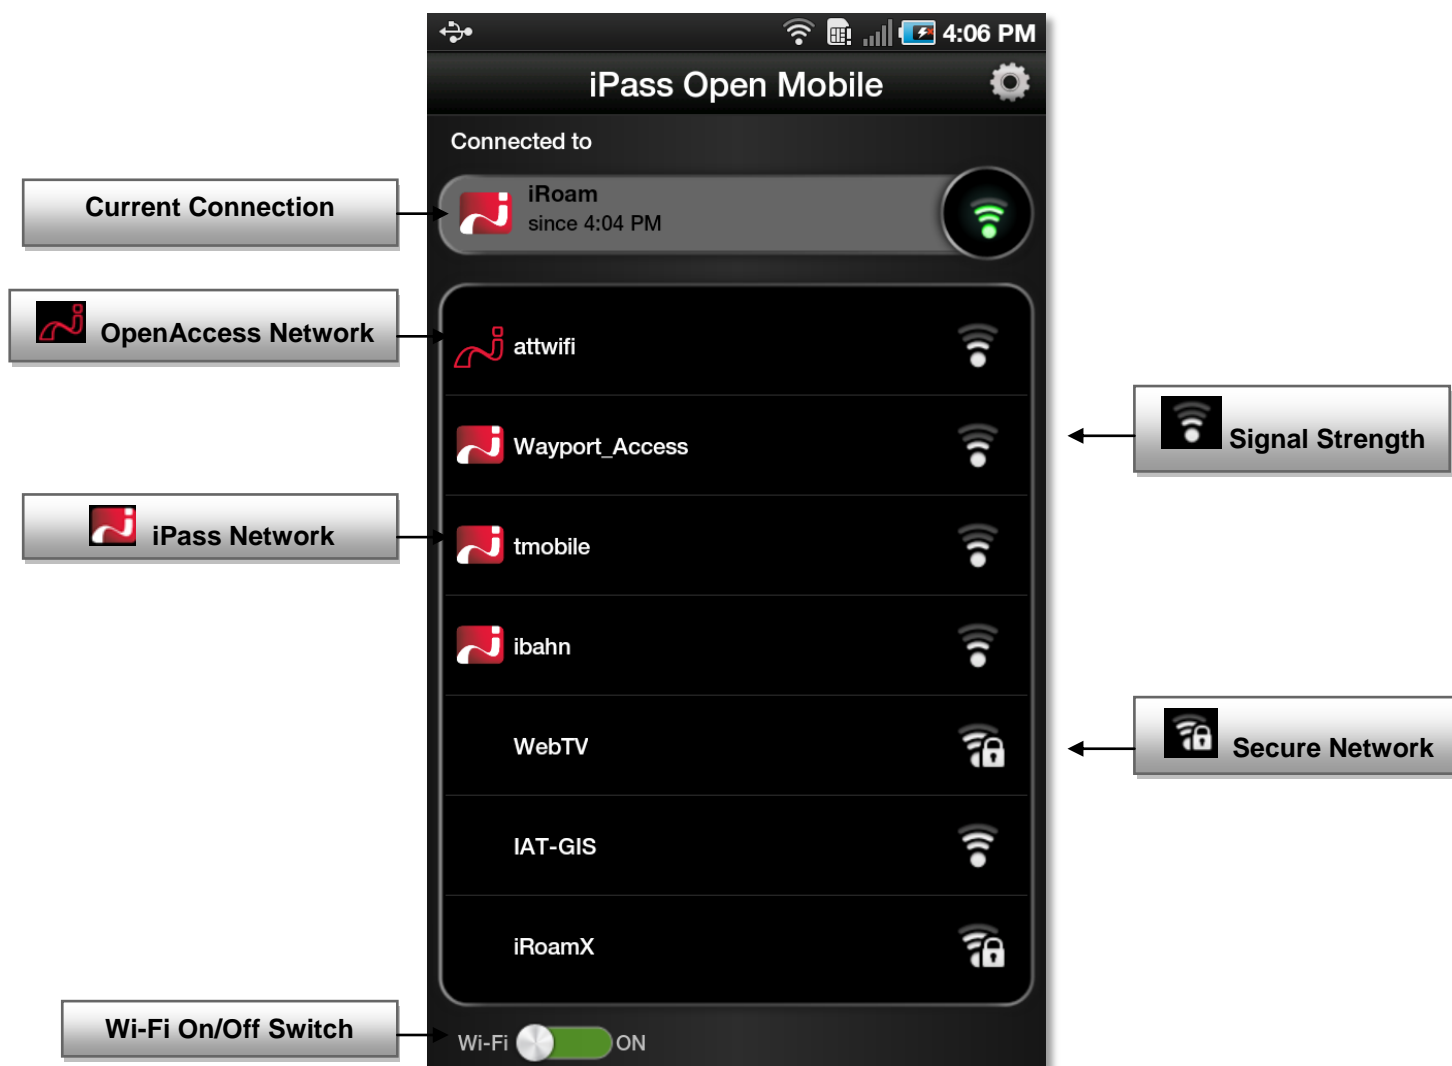 4:06 PM
iPass Open Mobile
Connected to
Current Connection
iRoam
since 4:04 PM
OpenAccess Network
attwifi
Wayport_Access
Signal Strength
iPass Network
tmobile
ibahn
WebTV
Secure Network
IAT-GIS
iRoamX
Wi-Fi On/Off Switch
Wi-Fi ON